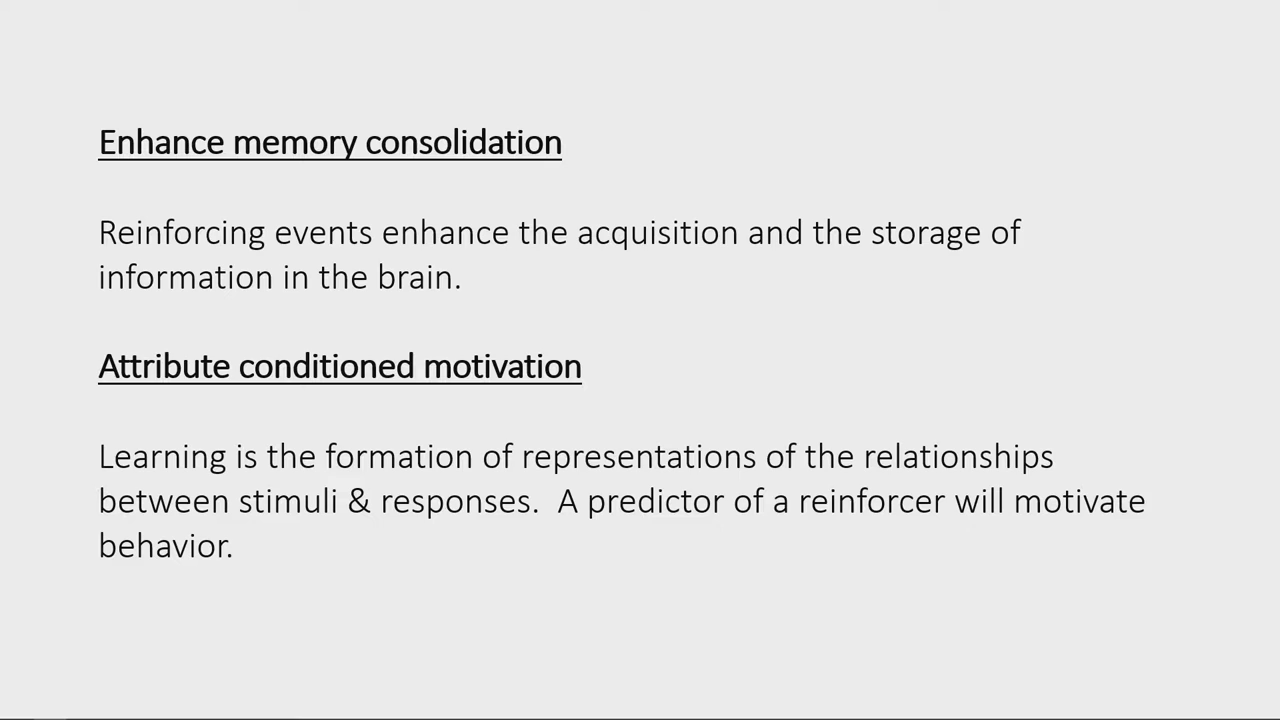 Enhance memory consolidation
Reinforcing events enhance the acquisition and the storage of
information in the brain.
Attribute conditioned motivation
Learning is the formation of representations of the relationships
between stimuli & responses.  A predictor of a reinforcer will motivate
behavior.